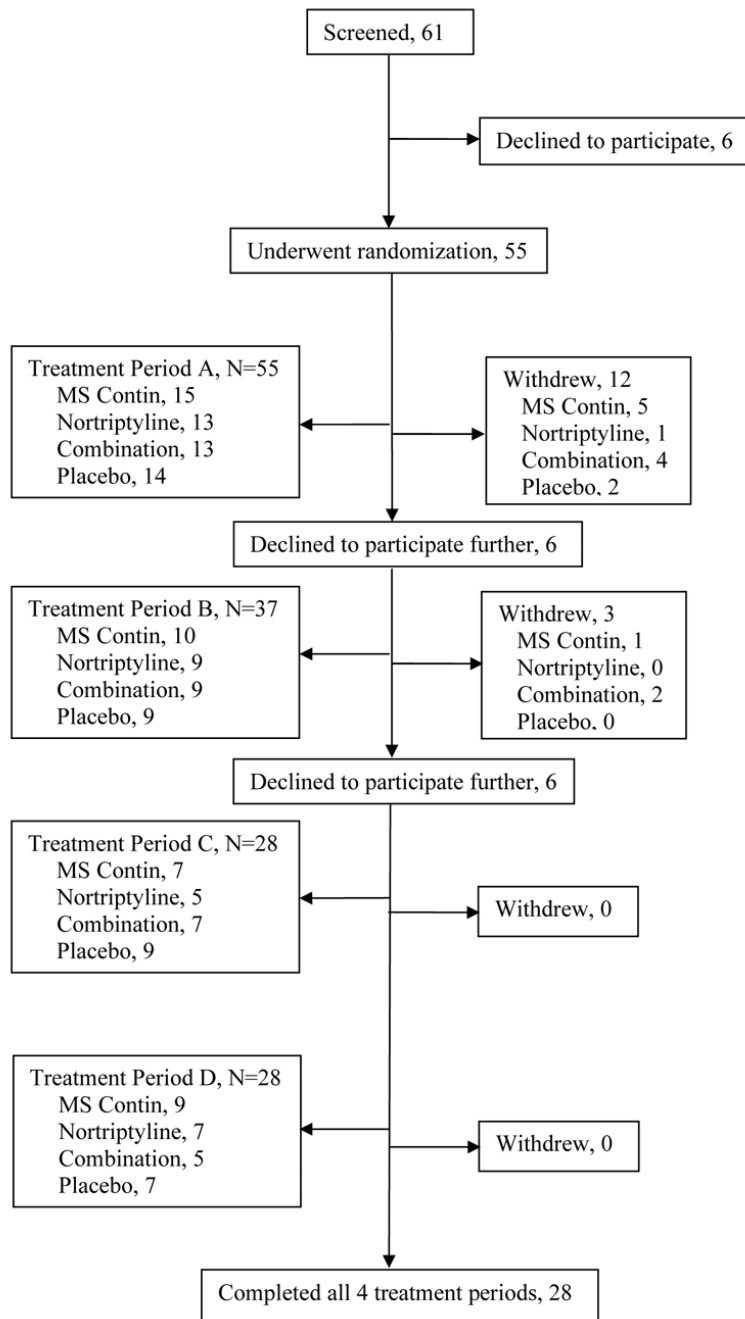 Screened, 61
Declined to participate, 6
Underwent randomization, 55
Treatment Period A, N=55
MS Contin, 15
Nortriptyline, 13
Combination, 13
Placebo, 14
Withdrew, 12
MS Contin, 5
Nortriptyline, 1
Combination, 4
Placebo, 2
Declined to participate further, 6
Treatment Period B, N=37
MS Contin, 10
Nortriptyline, 9
Combination, 9
Placebo, 9
Withdrew, 3
MS Contin, 1
Nortriptyline, 0
Combination, 2
Placebo, 0
Declined to participate further, 6
Treatment Period C, N=28
MS Contin, 7
Nortriptyline, 5
Combination, 7
Placebo, 9
Withdrew, 0
Treatment Period D, N=28
MS Contin, 9
Nortriptyline, 7
Combination, 5
Placebo, 7
Withdrew, 0
Completed all 4 treatment periods, 28